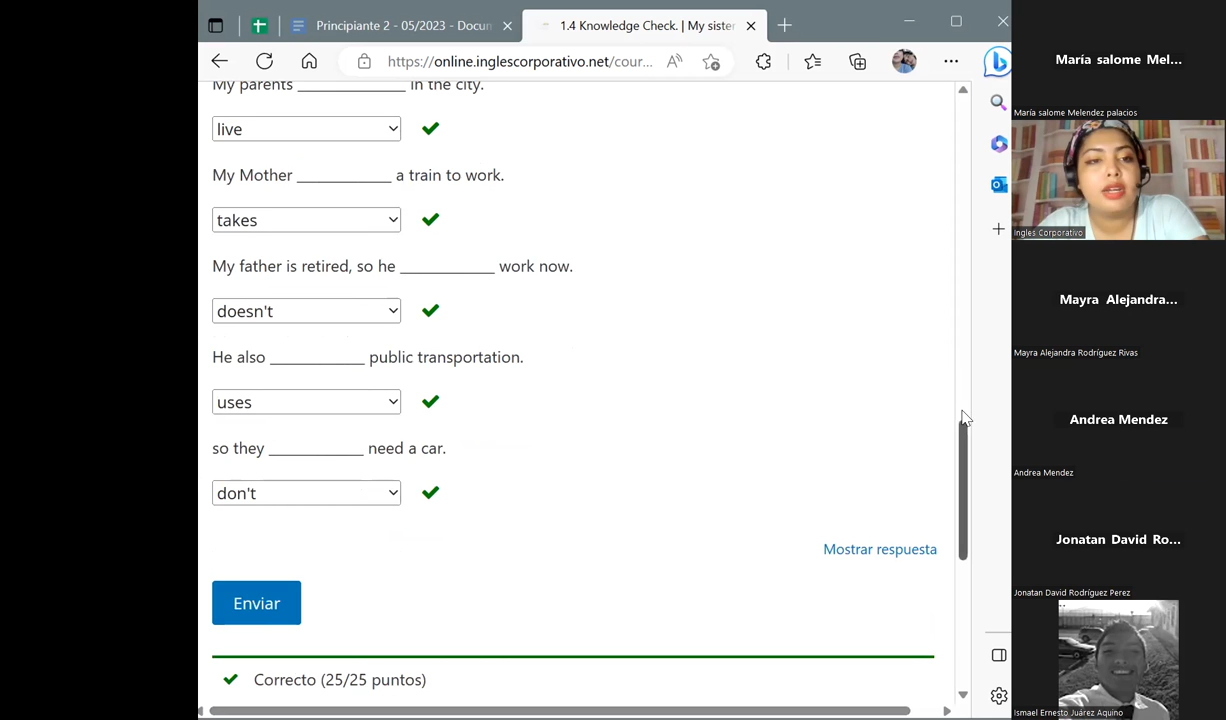 Principiante 2 - 05/2023 - Docum
1.4 Knowledge Check. | My sister
https://online.inglescorporativo.net/cour...
My parents _____________ in the city.
live
My Mother ___________ a train to work.
takes
My father is retired, so he ___________ work now.
doesn't
He also ___________ public transportation.
uses
so they ___________ need a car.
don't
Mostrar respuesta
Enviar
Correcto (25/25 puntos)
María salome Mel...
María salome Melendez palacios
Ingles Corporativo
Mayra Alejandra...
Mayra Alejandra Rodríguez Rivas
Andrea Mendez
Andrea Mendez
Jonatan David Ro...
Jonatan David Rodríguez Perez
Ismael Ernesto Juárez Aquino